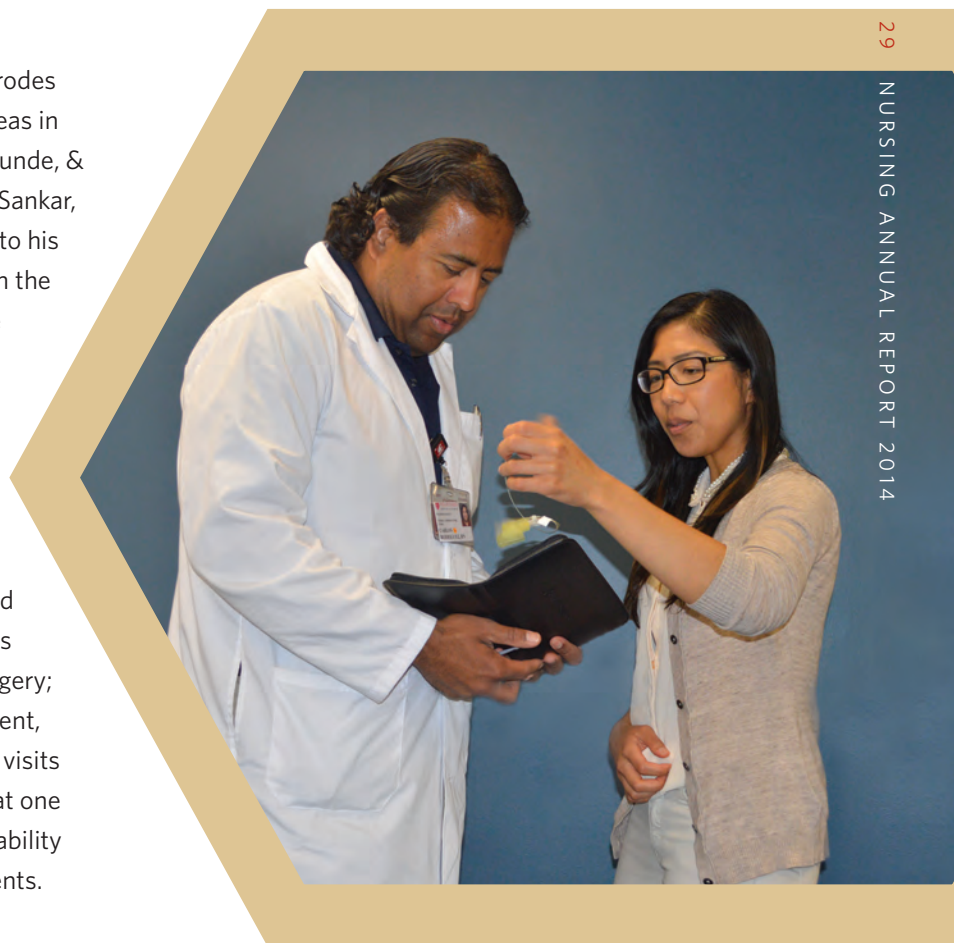 rodes
eas in
unde, &
Sankar,
to his
n the
d
s
gery;
ent,
visits
at one
ability
ents.
29 NURSING ANNUAL REPORT 2014